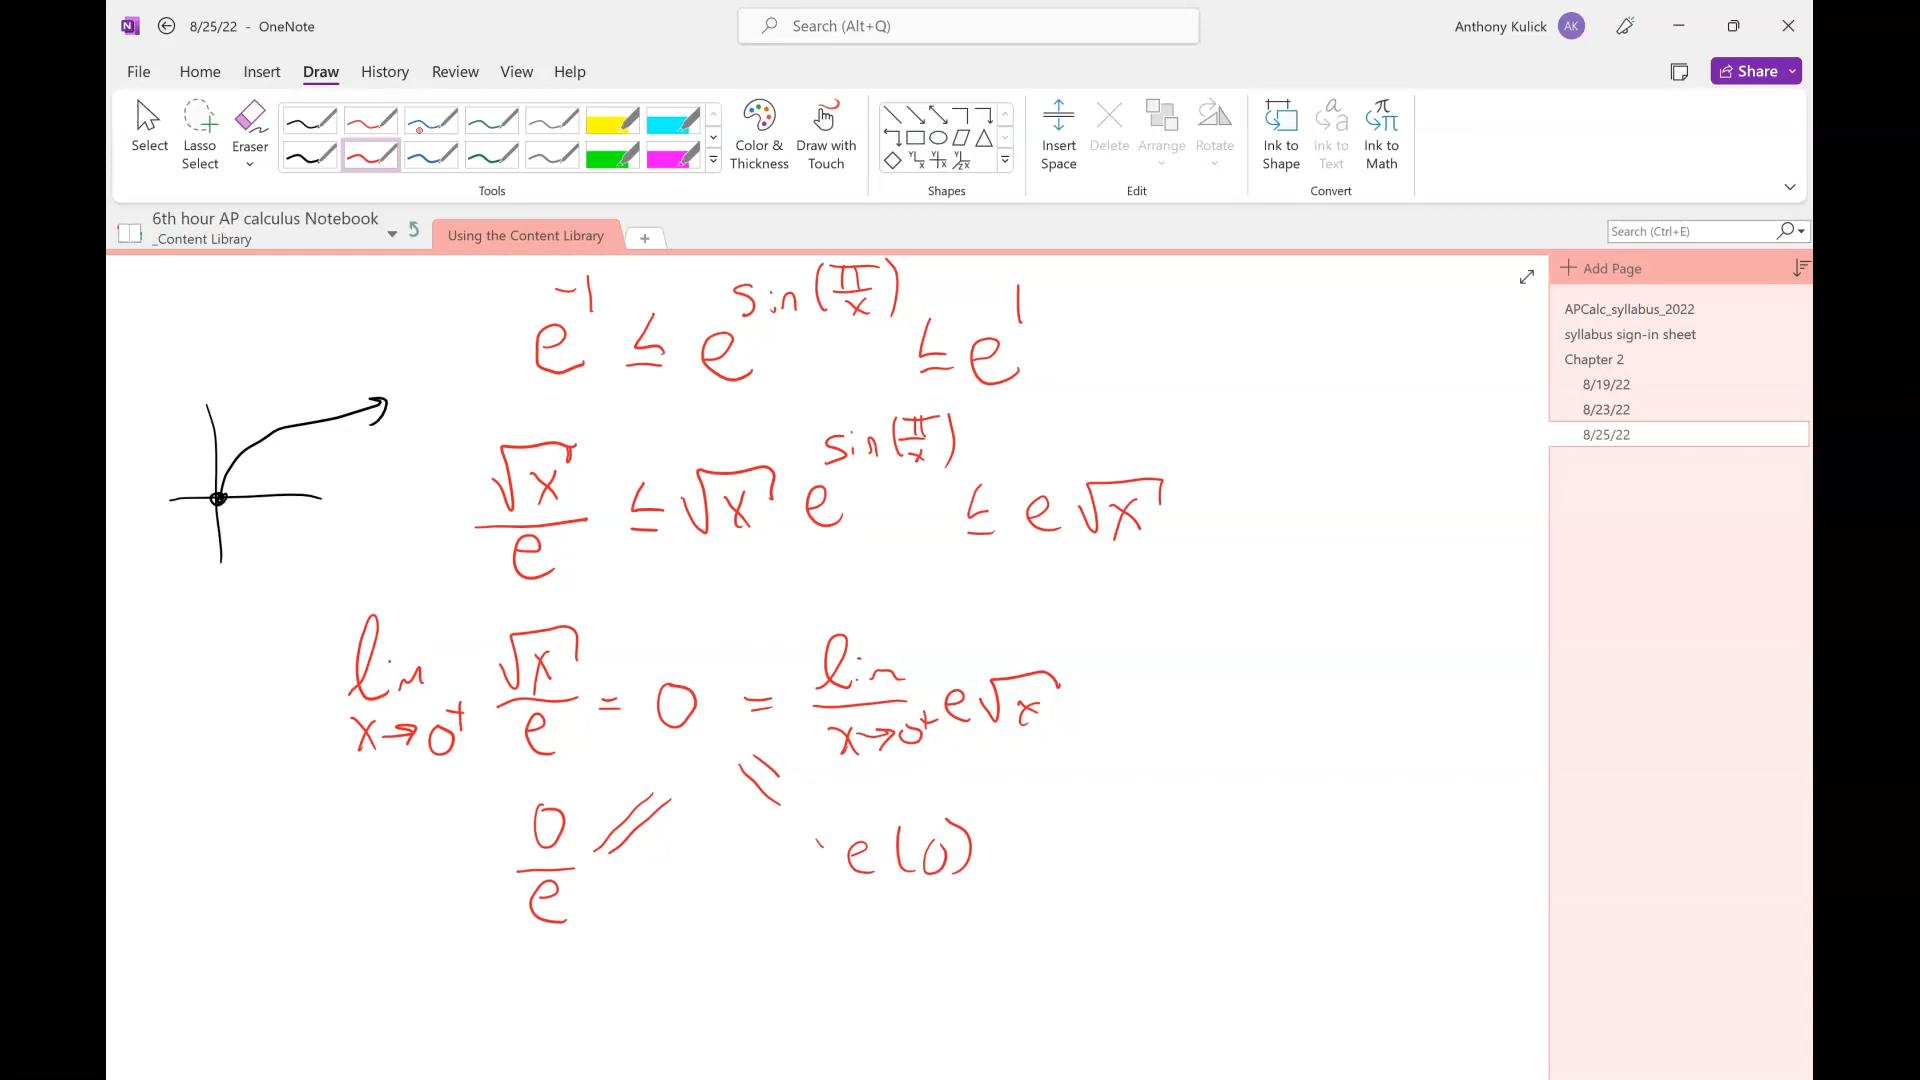 8/25/22 - OneNote
Search (Alt+Q)
Anthony Kulick AK
File Home Insert Draw History Review View Help
Share
Select
Lasso Select
Eraser
Color & Thickness
Draw with Touch
Insert Space
Delete
Arrange
Rotate
Ink to Shape
Ink to Text
Ink to Math
Tools
Shapes
Edit
Convert
6th hour AP calculus Notebook
_Content Library
Using the Content Library
Search (Ctrl+E)
Add Page
APCalc_syllabus_2022
syllabus sign-in sheet
Chapter 2
8/19/22
8/23/22
8/25/22
e^-1 ≤ e^sin(π/x) ≤ e^1
√x/e ≤ √x e^sin(π/x) ≤ e√x
lim x→0+ √x/e = 0 = lim x→0+ e√x
0/e // \\ e(0)